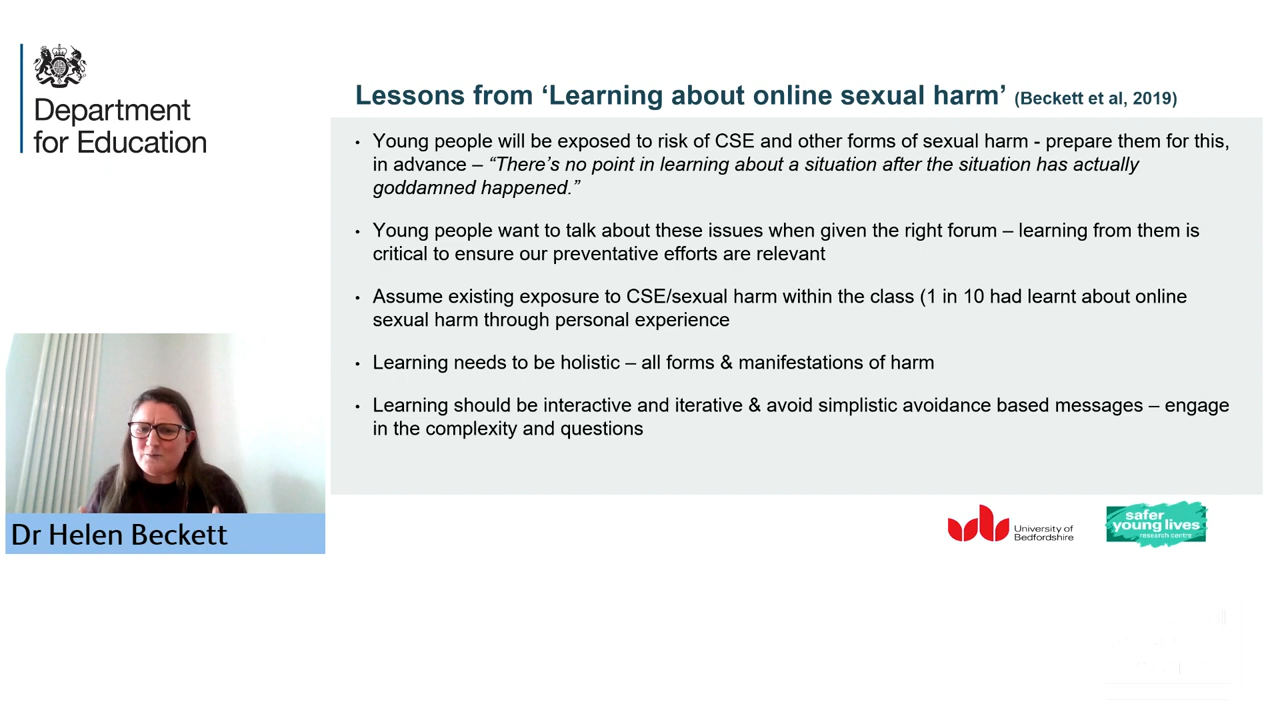 Department
for Education
Lessons from ‘Learning about online sexual harm’ (Beckett et al, 2019)
• Young people will be exposed to risk of CSE and other forms of sexual harm - prepare them for this,
in advance – “There’s no point in learning about a situation after the situation has actually
goddamned happened.”
• Young people want to talk about these issues when given the right forum – learning from them is
critical to ensure our preventative efforts are relevant
• Assume existing exposure to CSE/sexual harm within the class (1 in 10 had learnt about online
sexual harm through personal experience
• Learning needs to be holistic – all forms & manifestations of harm
• Learning should be interactive and iterative & avoid simplistic avoidance based messages – engage
in the complexity and questions
Dr Helen Beckett
University of
Bedfordshire
safer
young lives
research centre